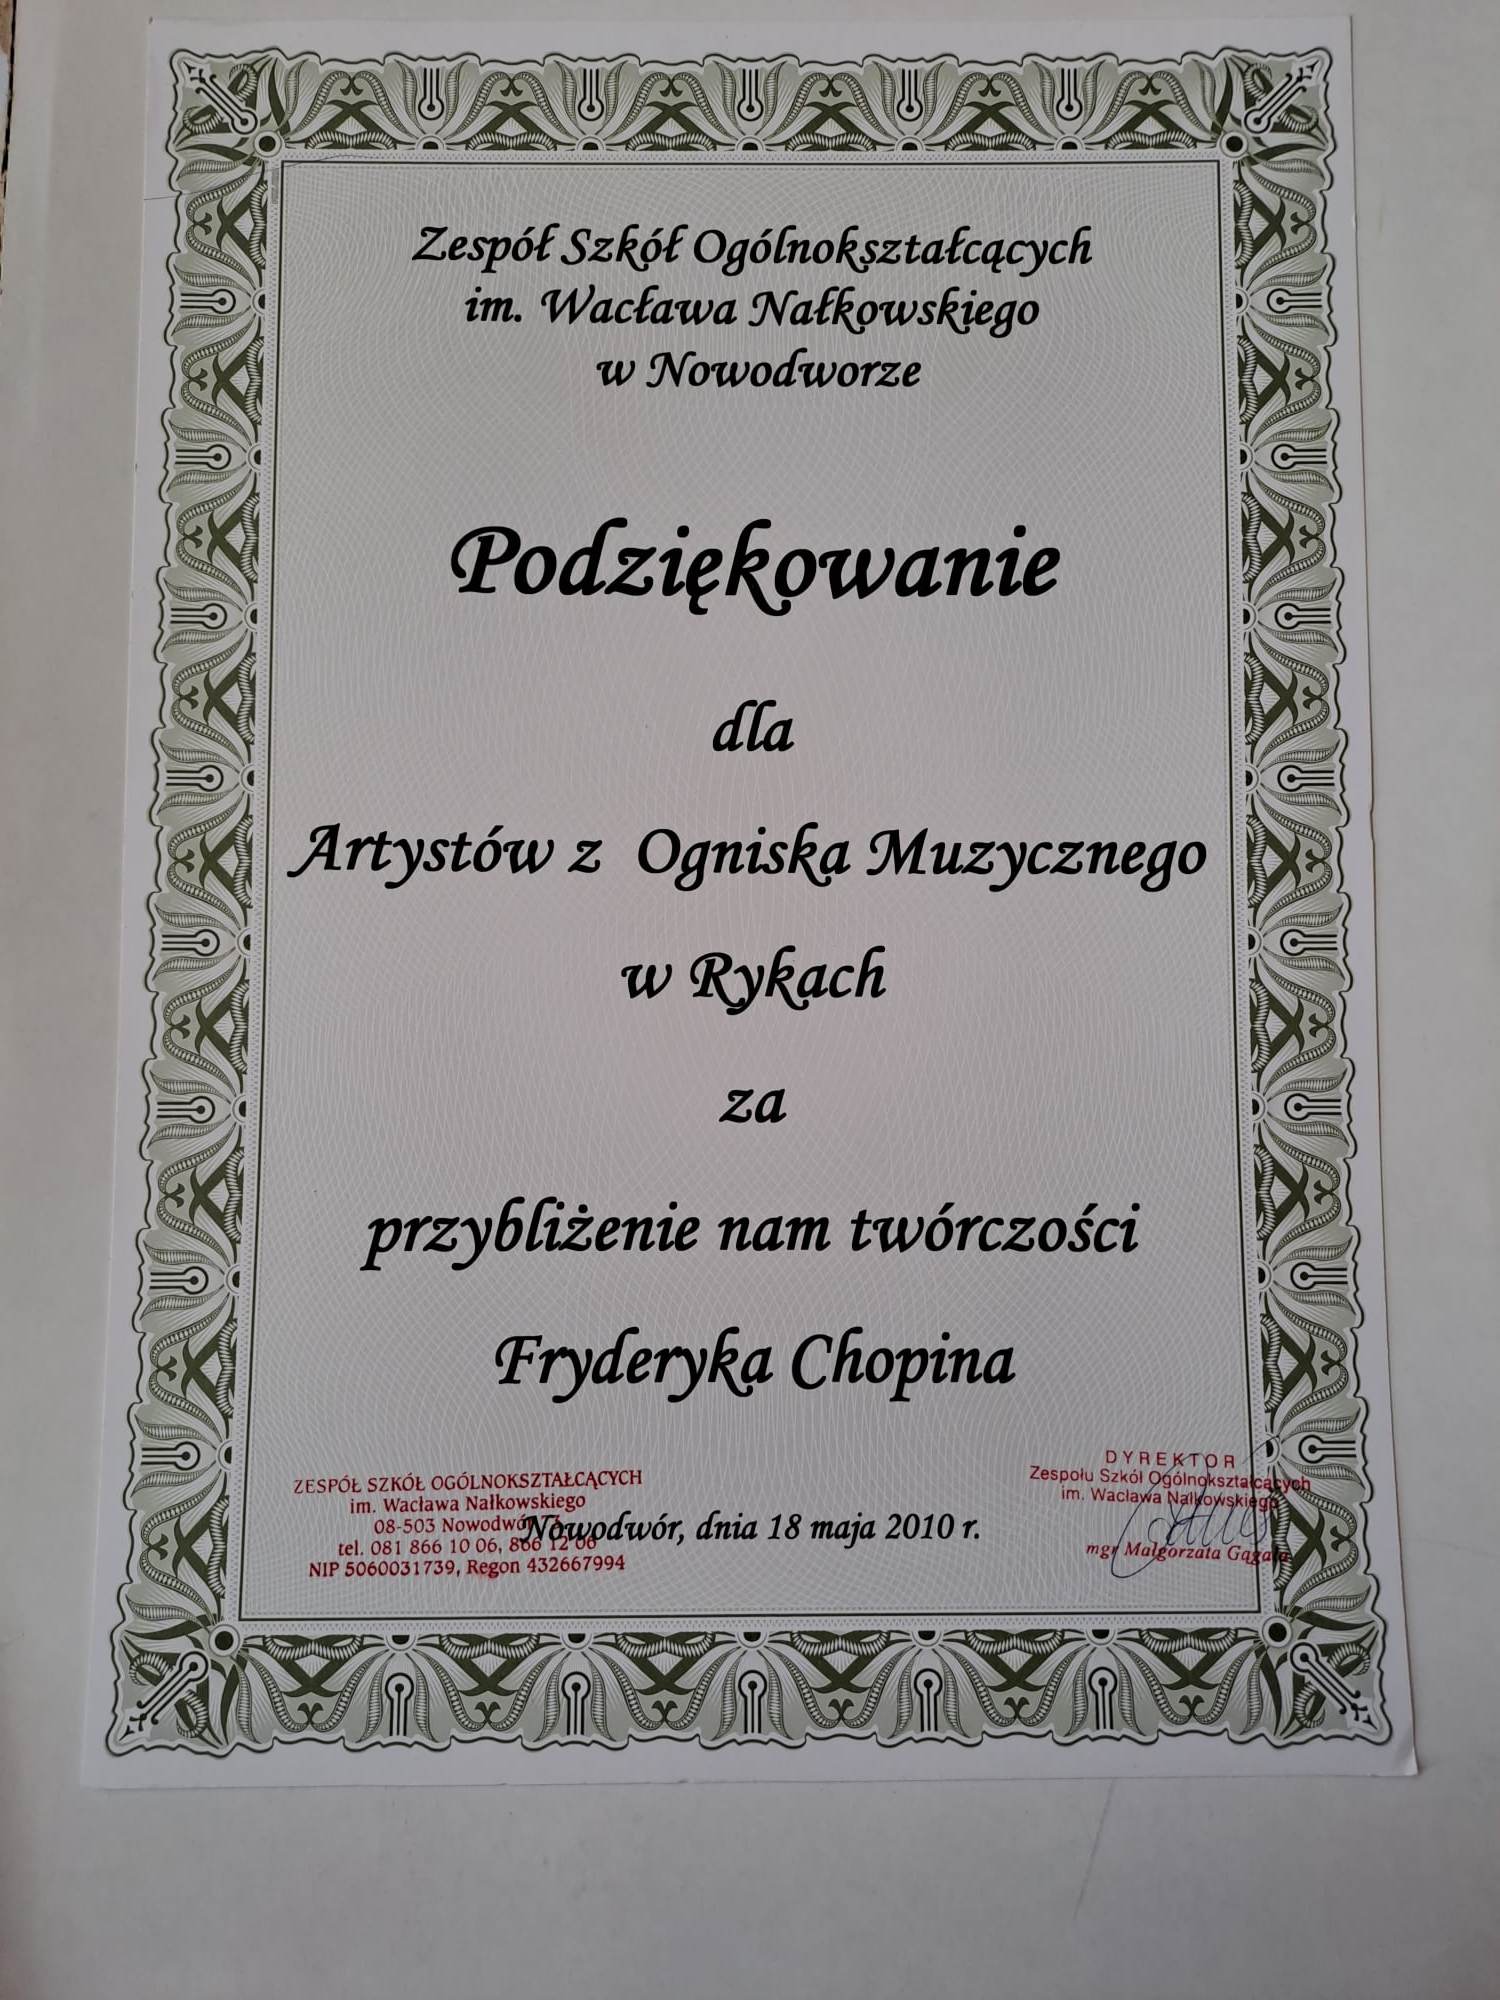 Zespół Szkół Ogólnokształcących
im. Wacława Nałkowskiego
w Nowodworze
Podziękowanie
dla
Artystów z Ogniska Muzycznego
w Rykach
za
przybliżenie nam twórczości
Fryderyka Chopina
ZESPÓŁ SZKÓŁ OGÓLNOKSZTAŁCĄCYCH
im. Wacława Nałkowskiego
08-503 Nowodwór
tel. 081 866 10 06, 866 12 06
NIP 5060031739, Regon 432667994
Nowodwór, dnia 18 maja 2010 r.
DYREKTOR
Zespołu Szkół Ogólnokształcących
im. Wacława Nałkowskiego
mgr Małgorzata Gągała